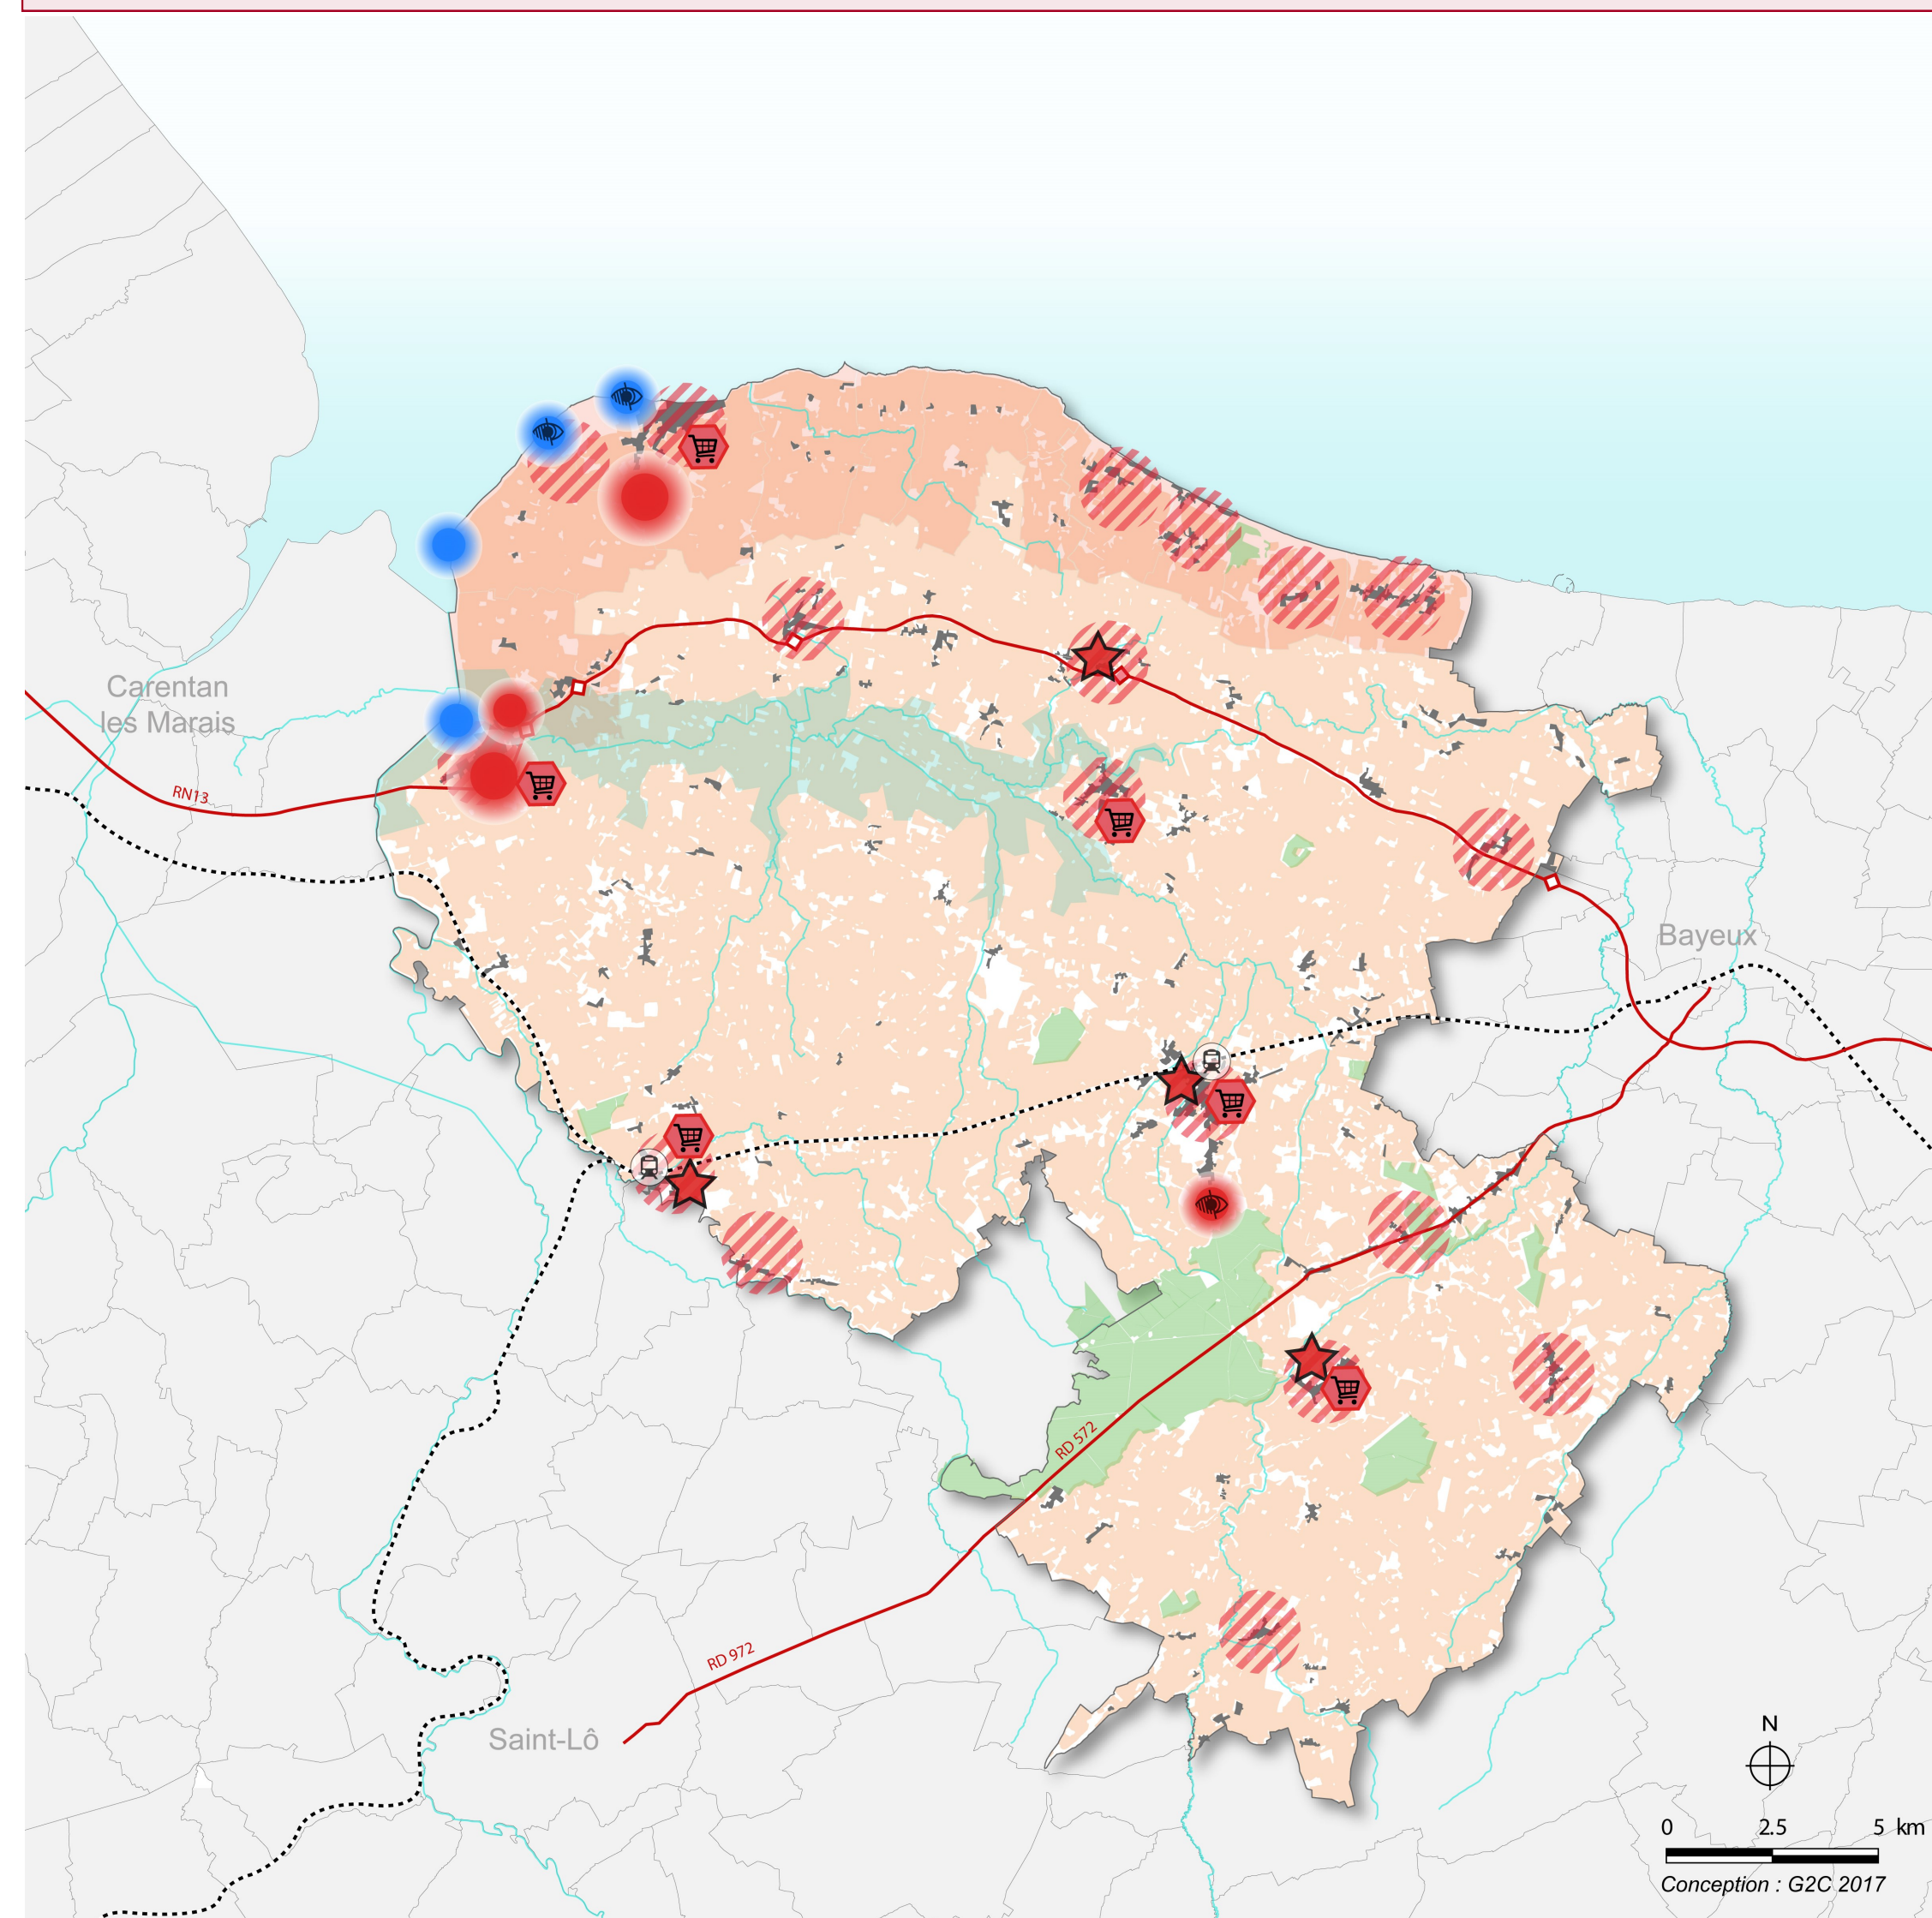 Carentan
les Marais
RN13
Bayeux
RD 572
RD 972
Saint-Lô
N
0 2.5 5 km
Conception : G2C 2017